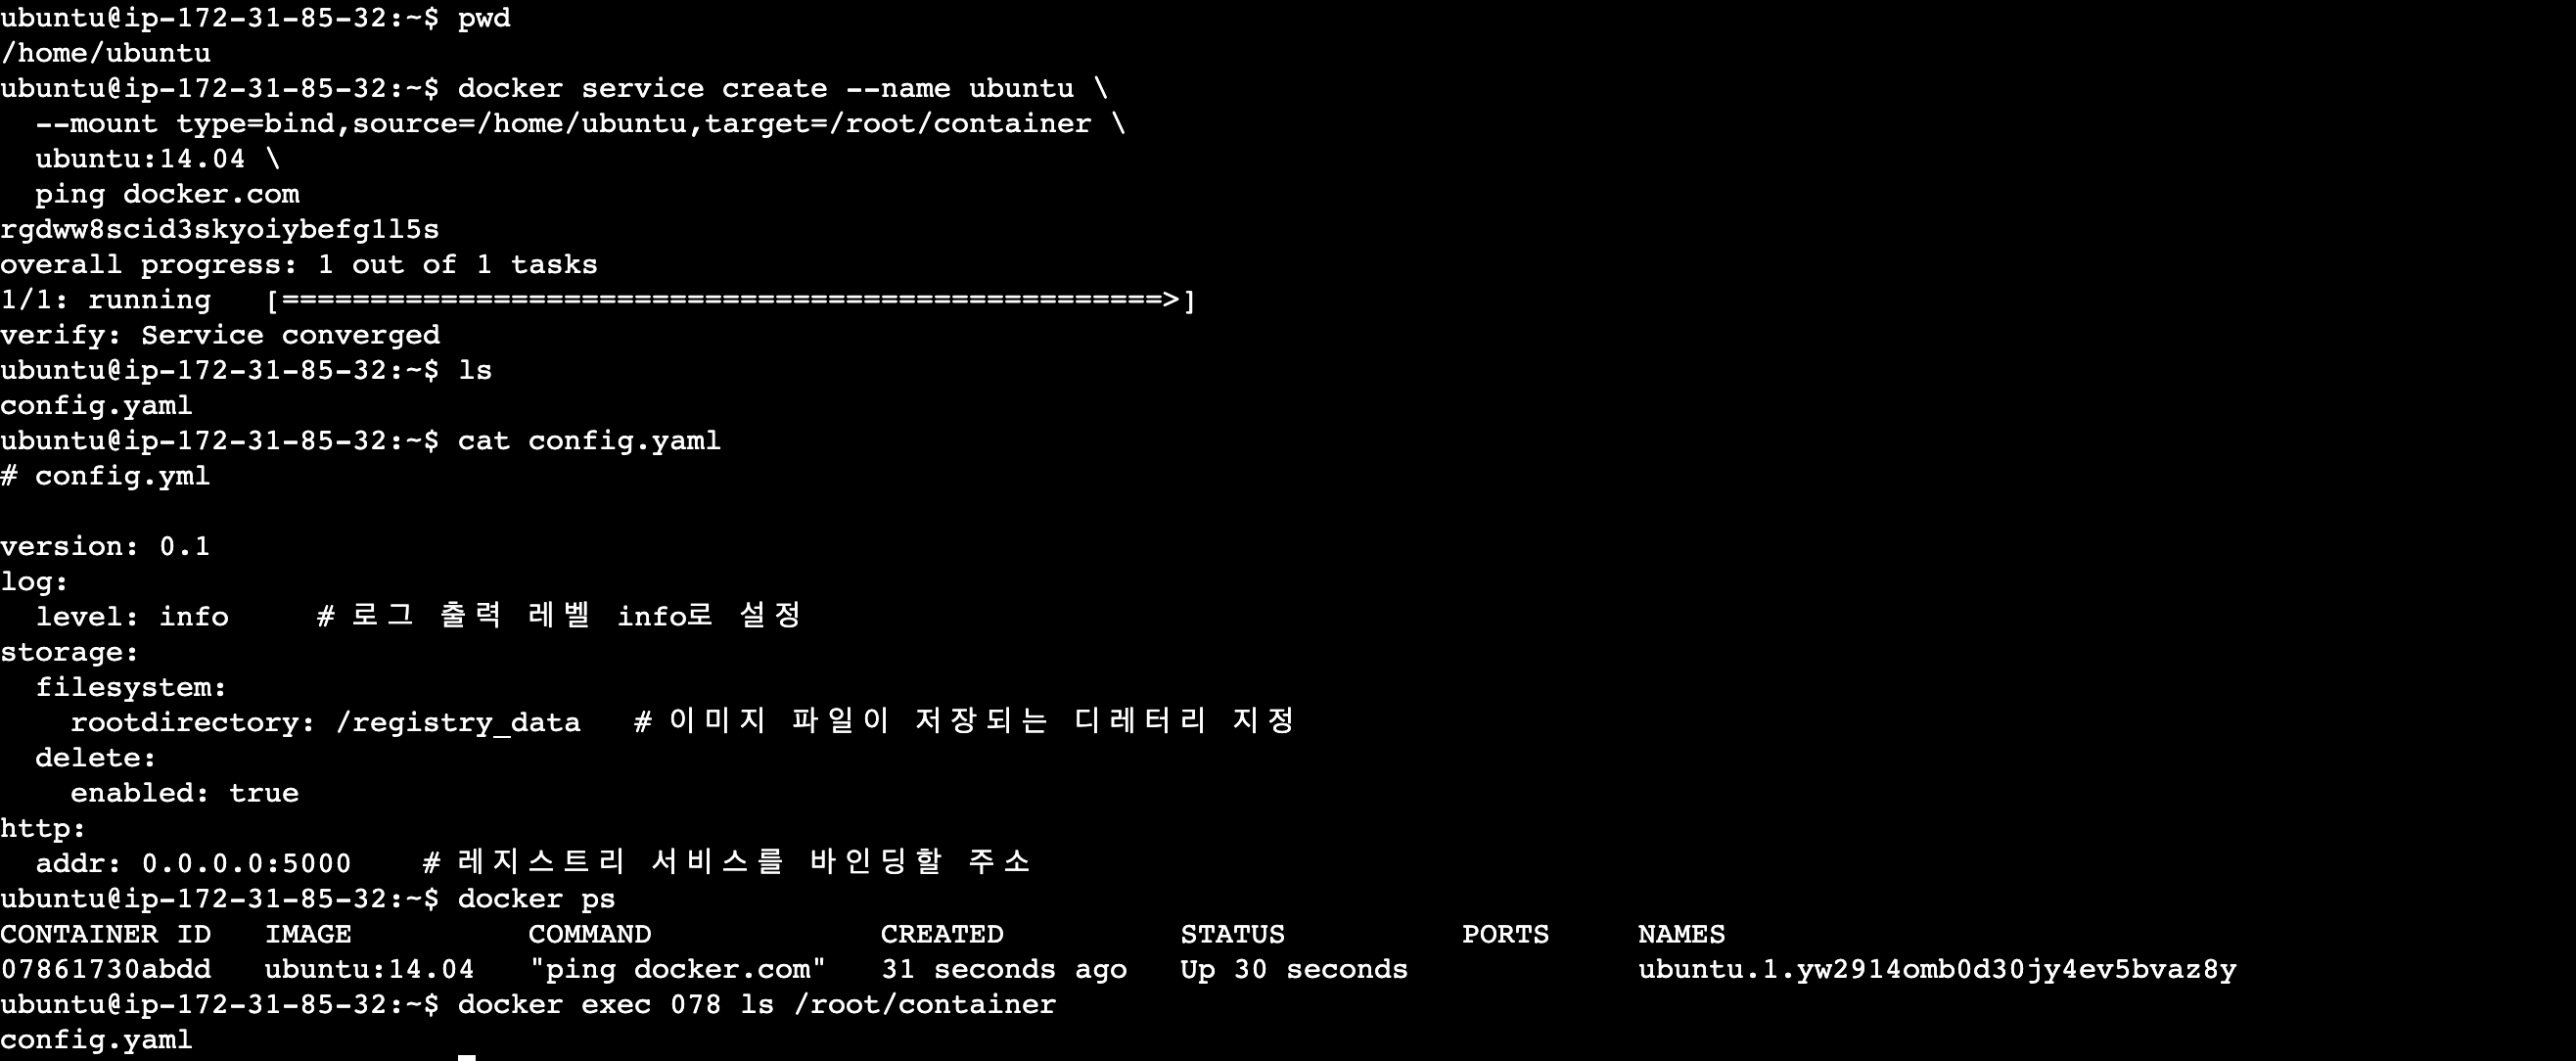 ubuntu@ip-172-31-85-32:~$ pwd
/home/ubuntu
ubuntu@ip-172-31-85-32:~$ docker service create --name ubuntu \
  --mount type=bind,source=/home/ubuntu,target=/root/container \
  ubuntu:14.04 \
  ping docker.com
rgdww8scid3skyoiybefg1l5s
overall progress: 1 out of 1 tasks
1/1: running   [==================================================>]
verify: Service converged
ubuntu@ip-172-31-85-32:~$ ls
config.yaml
ubuntu@ip-172-31-85-32:~$ cat config.yaml
# config.yml

version: 0.1
log:
  level: info     # 로그 출력 레벨 info로 설정
storage:
  filesystem:
    rootdirectory: /registry_data   # 이미지 파일이 저장되는 디레터리 지정
  delete:
    enabled: true
http:
  addr: 0.0.0.0:5000    # 레지스트리 서비스를 바인딩할 주소
ubuntu@ip-172-31-85-32:~$ docker ps
CONTAINER ID   IMAGE          COMMAND             CREATED          STATUS          PORTS     NAMES
07861730abdd   ubuntu:14.04   "ping docker.com"   31 seconds ago   Up 30 seconds             ubuntu.1.yw2914omb0d30jy4ev5bvaz8y
ubuntu@ip-172-31-85-32:~$ docker exec 078 ls /root/container
config.yaml